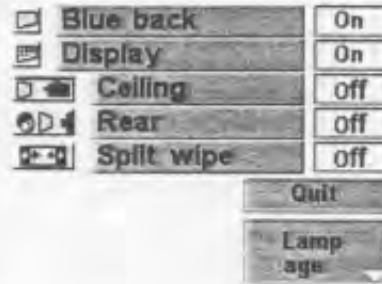 Blue back On
Display On
Ceiling Off
Rear Off
Split wipe Off
Quit
Lamp
age